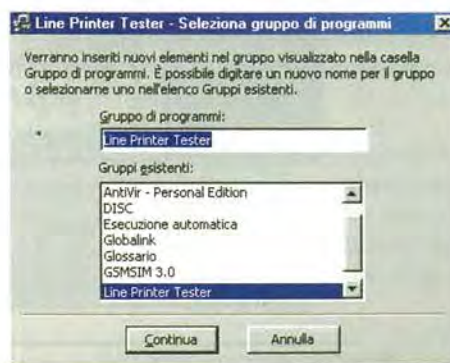 Line Printer Tester - Seleziona gruppo di programmi
Verranno inseriti nuovi elementi nel gruppo visualizzato nella casella
Gruppo di programmi. È possibile digitare un nuovo nome per il gruppo
o selezionarne uno nell'elenco Gruppi esistenti.
Gruppo di programmi:
Line Printer Tester
Gruppi esistenti:
AntiVir - Personal Edition
DISC
Esecuzione automatica
Globalink
Glossario
GSMSIM 3.0
Line Printer Tester
Continua
Annulla